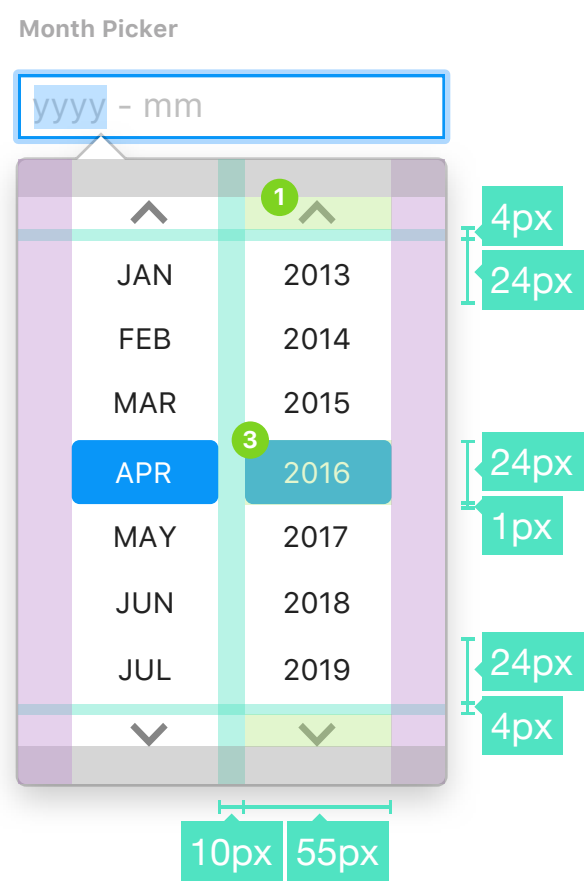 Month Picker
yyyy - mm
1
4px
JAN 2013 24px
FEB 2014
MAR 2015
3
APR 2016 24px
MAY 2017 1px
JUN 2018
JUL 2019 24px
4px
10px 55px